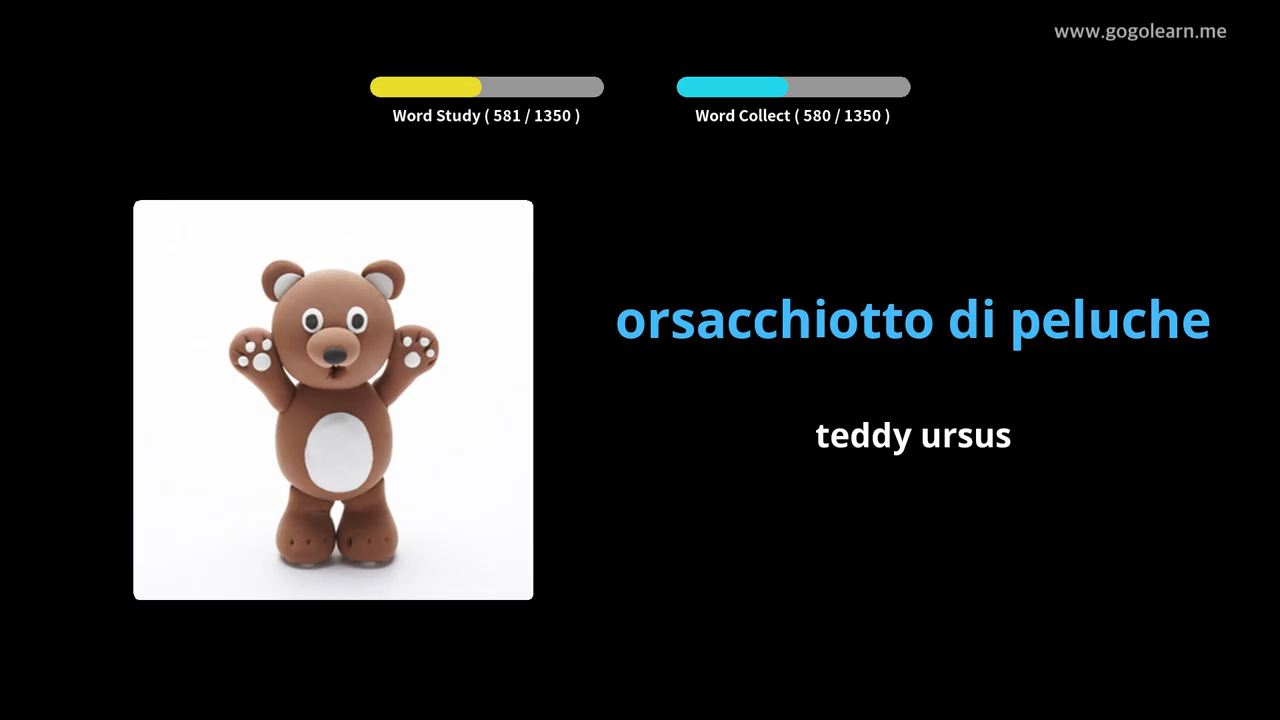 www.gogolearn.me
Word Study ( 581 / 1350 )
Word Collect ( 580 / 1350 )
orsacchiotto di peluche
teddy ursus